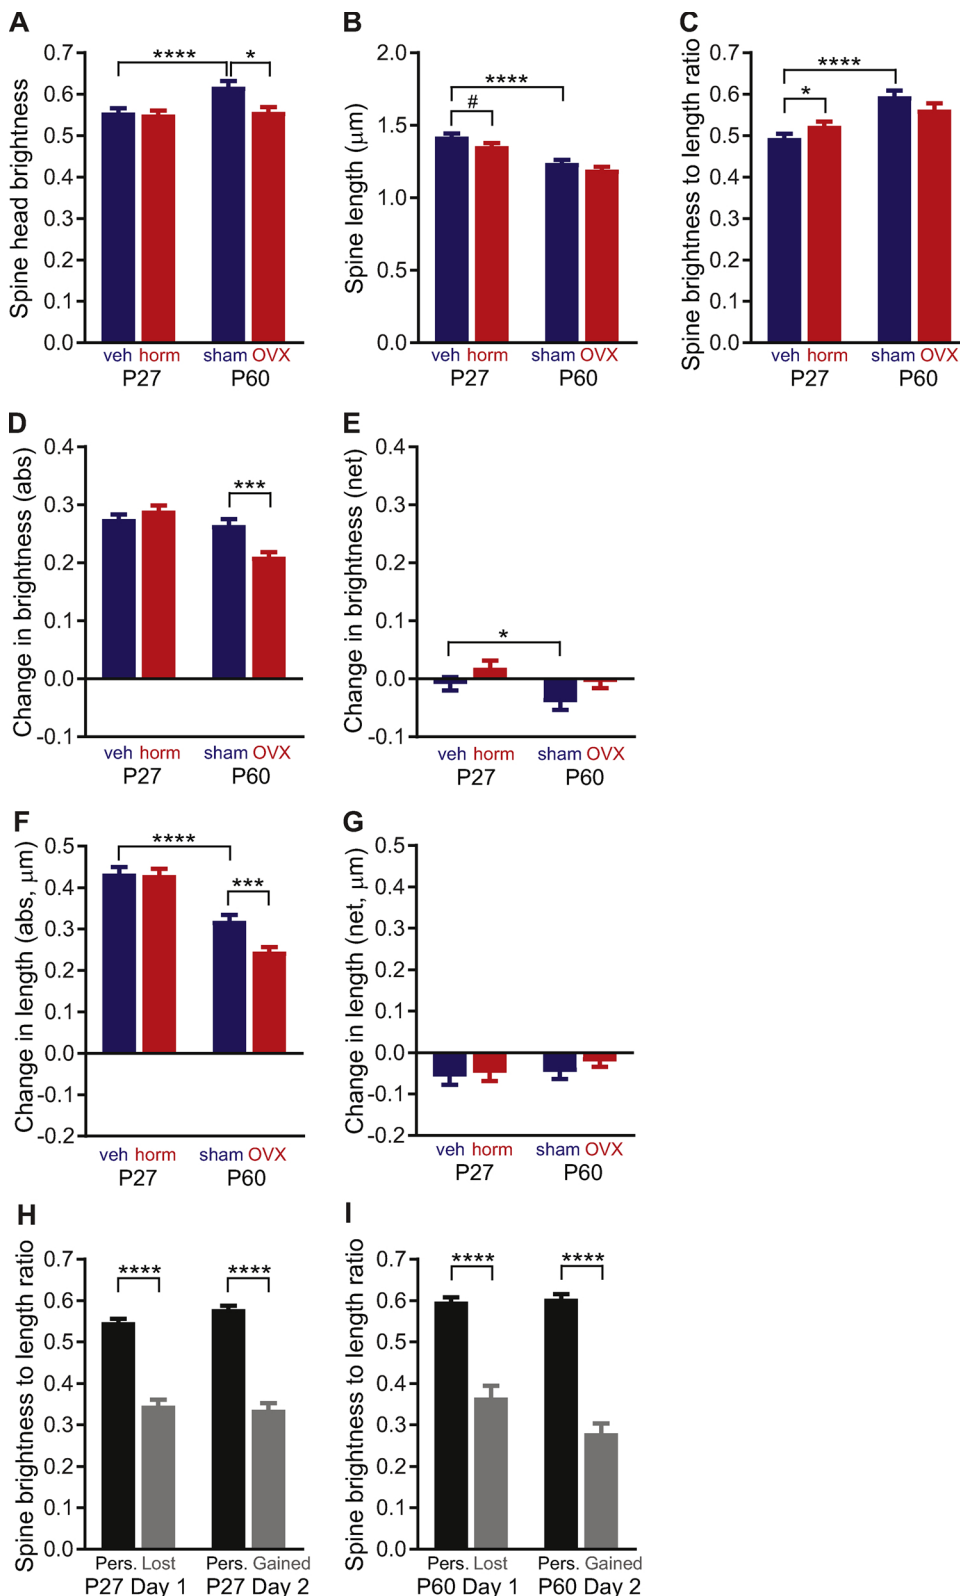 A
Spine head brightness
0.7
0.6
0.5
0.4
0.3
0.2
0.1
0.0
****
*
veh horm sham OVX
P27 P60
B
Spine length (μm)
2.0
1.5
1.0
0.5
0.0
****
#
veh horm sham OVX
P27 P60
C
Spine brightness to length ratio
0.7
0.6
0.5
0.4
0.3
0.2
0.1
0.0
****
*
veh horm sham OVX
P27 P60
D
Change in brightness (abs)
0.4
0.3
0.2
0.1
0.0
-0.1
***
veh horm sham OVX
P27 P60
E
Change in brightness (net)
0.4
0.3
0.2
0.1
0.0
-0.1
*
veh horm sham OVX
P27 P60
F
Change in length (abs, μm)
0.5
0.4
0.3
0.2
0.1
0.0
-0.1
-0.2
****
***
veh horm sham OVX
P27 P60
G
Change in length (net, μm)
0.5
0.4
0.3
0.2
0.1
0.0
-0.1
-0.2
veh horm sham OVX
P27 P60
H
Spine brightness to length ratio
0.7
0.6
0.5
0.4
0.3
0.2
0.1
0.0
**** ****
Pers. Lost Pers. Gained
P27 Day 1 P27 Day 2
I
Spine brightness to length ratio
0.7
0.6
0.5
0.4
0.3
0.2
0.1
0.0
**** ****
Pers. Lost Pers. Gained
P60 Day 1 P60 Day 2